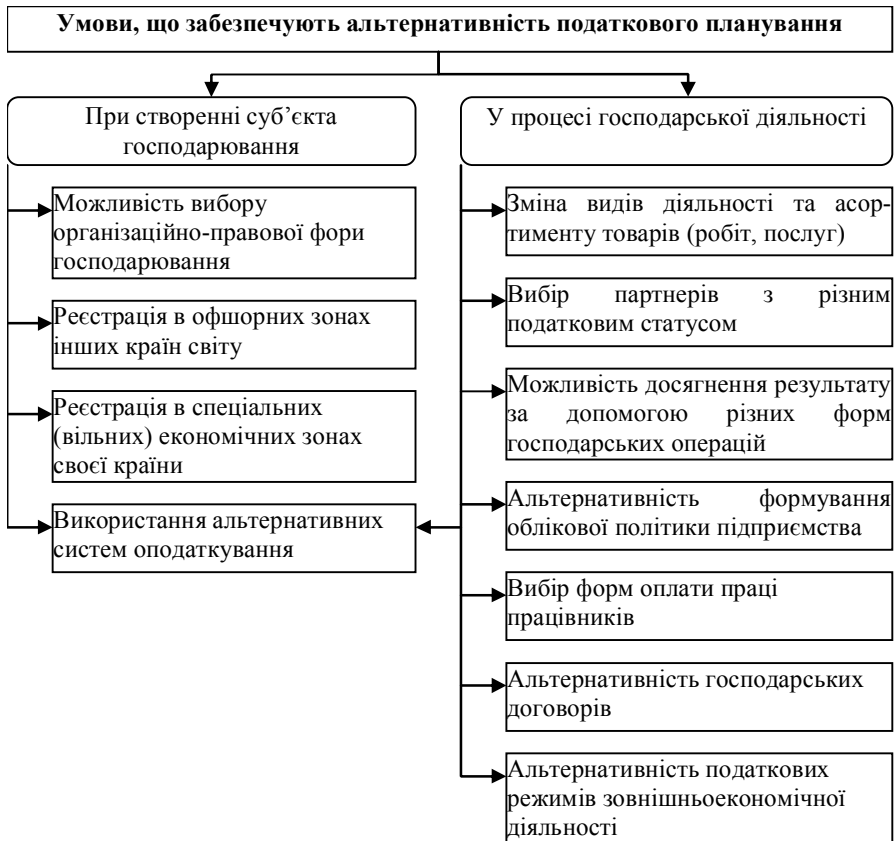 Умови, що забезпечують альтернативність податкового планування
При створенні суб’єкта
господарювання
Можливість вибору
організаційно-правової фори
господарювання
Реєстрація в офшорних зонах
інших країн світу
Реєстрація в спеціальних
(вільних) економічних зонах
своєї країни
Використання альтернативних
систем оподаткування
У процесі господарської діяльності
Зміна видів діяльності та асор-
тименту товарів (робіт, послуг)
Вибір партнерів з різним
податковим статусом
Можливість досягнення результату
за допомогою різних форм
господарських операцій
Альтернативність формування
облікової політики підприємства
Вибір форм оплати праці
працівників
Альтернативність господарських
договорів
Альтернативність податкових
режимів зовнішньоекономічної
діяльності